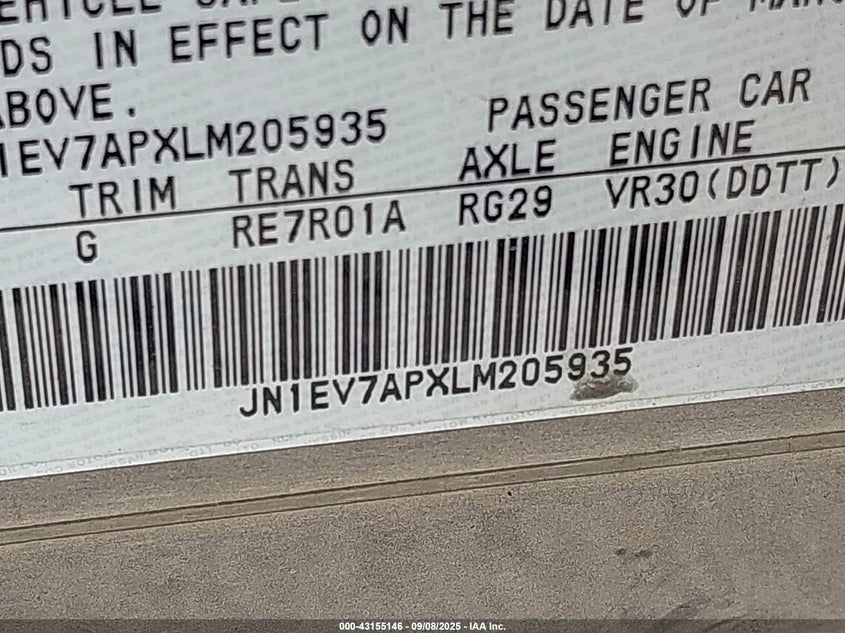 DS IN EFFECT ON THE DATE OF
ABOVE.
1EV7APXLM205935 PASSENGER CAR
TRIM TRANS AXLE ENGINE
G RE7R01A RG29 VR30(DDTT)
JN1EV7APXLM205935
000-43155146 - 09/08/2025 - IAA Inc.